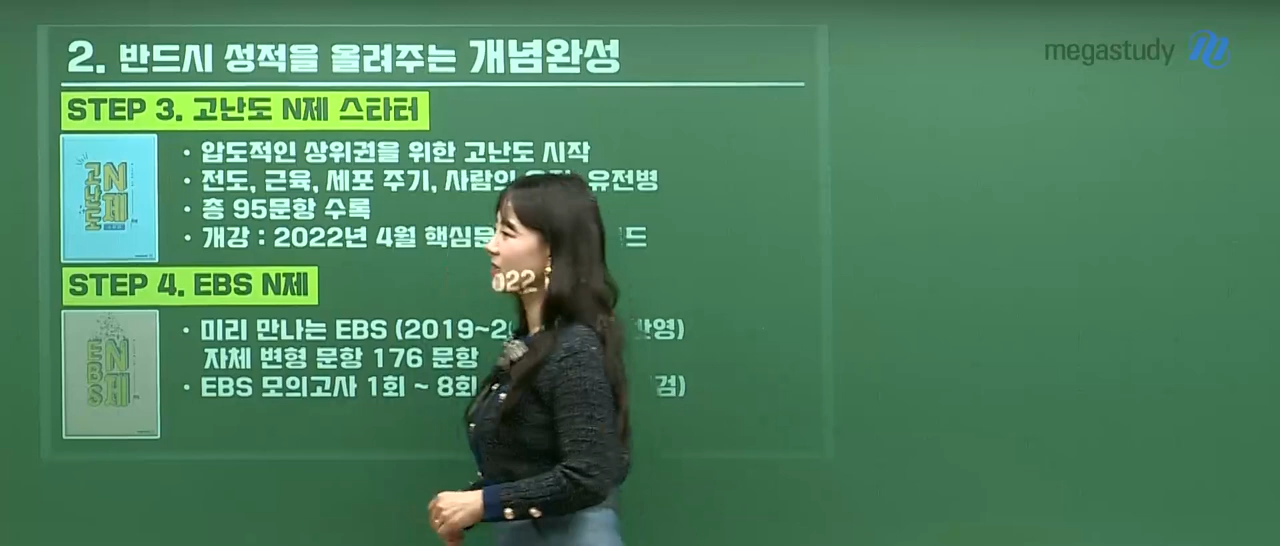 megastudy
2. 반드시 성적을 올려주는 개념완성
STEP 3. 고난도 N제 스타터
고난도 N제
· 압도적인 상위권을 위한 고난도 시작
· 전도, 근육, 세포 주기, 사람의 유전병
· 총 95문항 수록
· 개강 : 2022년 4월 드
STEP 4. EBS N제
EBS N제
· 미리 만나는 EBS (2019~ 반영)
022
자체 변형 문항 176 문항
· EBS 모의고사 1회 ~ 8회 검)